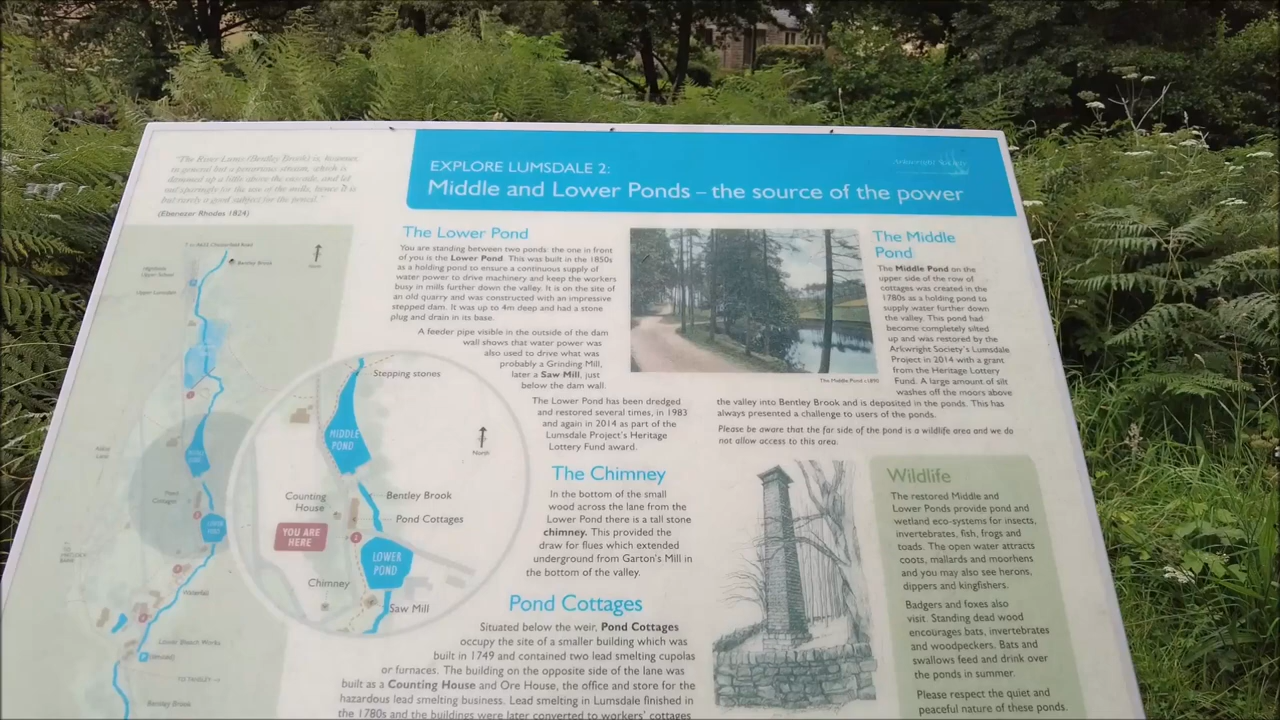 "The River Lumsi (Bentley Brook) is, however,
in general but a penurious stream, which is
dammed up a little above the cascade, and let
out sparingly for the use of the mills, hence it is
but rarely a good subject for the pencil."
(Ebenezer Rhodes 1824)
EXPLORE LUMSDALE 2:
Middle and Lower Ponds – the source of the power
Arkwright Society
The Lower Pond
You are standing between two ponds: the one in front
of you is the Lower Pond. This was built in the 1850s
as a holding pond to ensure a continuous supply of
water power to drive machinery and keep the workers
busy in mills further down the valley. It is on the site of
an old quarry and was constructed with an impressive
stepped dam. It was up to 4m deep and had a stone
plug and drain in its base.
A feeder pipe visible in the outside of the dam
wall shows that water power was
also used to drive what was
probably a Grinding Mill,
later a Saw Mill, just
below the dam wall.
The Lower Pond has been dredged
and restored several times, in 1983
and again in 2014 as part of the
Lumsdale Project's Heritage
Lottery Fund award.
The Middle Pond c1890
The Middle
Pond
The Middle Pond on the
upper side of the row of
cottages was created in the
1780s as a holding pond to
supply water further down
the valley. This pond had
become completely silted
up and was restored by the
Arkwright Society's Lumsdale
Project in 2014 with a grant
from the Heritage Lottery
Fund. A large amount of silt
washes off the moors above
the valley into Bentley Brook and is deposited in the ponds. This has
always presented a challenge to users of the ponds.
Please be aware that the far side of the pond is a wildlife area and we do
not allow access to this area.
The Chimney
In the bottom of the small
wood across the lane from the
Lower Pond there is a tall stone
chimney. This provided the
draw for flues which extended
underground from Garton's Mill in
the bottom of the valley.
Pond Cottages
Situated below the weir, Pond Cottages
occupy the site of a smaller building which was
built in 1749 and contained two lead smelting cupolas
or furnaces. The building on the opposite side of the lane was
built as a Counting House and Ore House, the office and store for the
hazardous lead smelting business. Lead smelting in Lumsdale finished in
the 1780s and the buildings were later converted to workers' cottages
Wildlife
The restored Middle and
Lower Ponds provide pond and
wetland eco-systems for insects,
invertebrates, fish, frogs and
toads. The open water attracts
coots, mallards and moorhens
and you may also see herons,
dippers and kingfishers.
Badgers and foxes also
visit. Standing dead wood
encourages bats, invertebrates
and woodpeckers. Bats and
swallows feed and drink over
the ponds in summer.
Please respect the quiet and
peaceful nature of these ponds.
Bentley Brook
North
Upper Lumsdale
Pond
Cottages
LOWER
POND
Waterfall
Lower Bleach Works
Bentley Brook
Stepping stones
MIDDLE
POND
North
Counting
House
Bentley Brook
Pond Cottages
YOU ARE
HERE
LOWER
POND
Chimney
Saw Mill